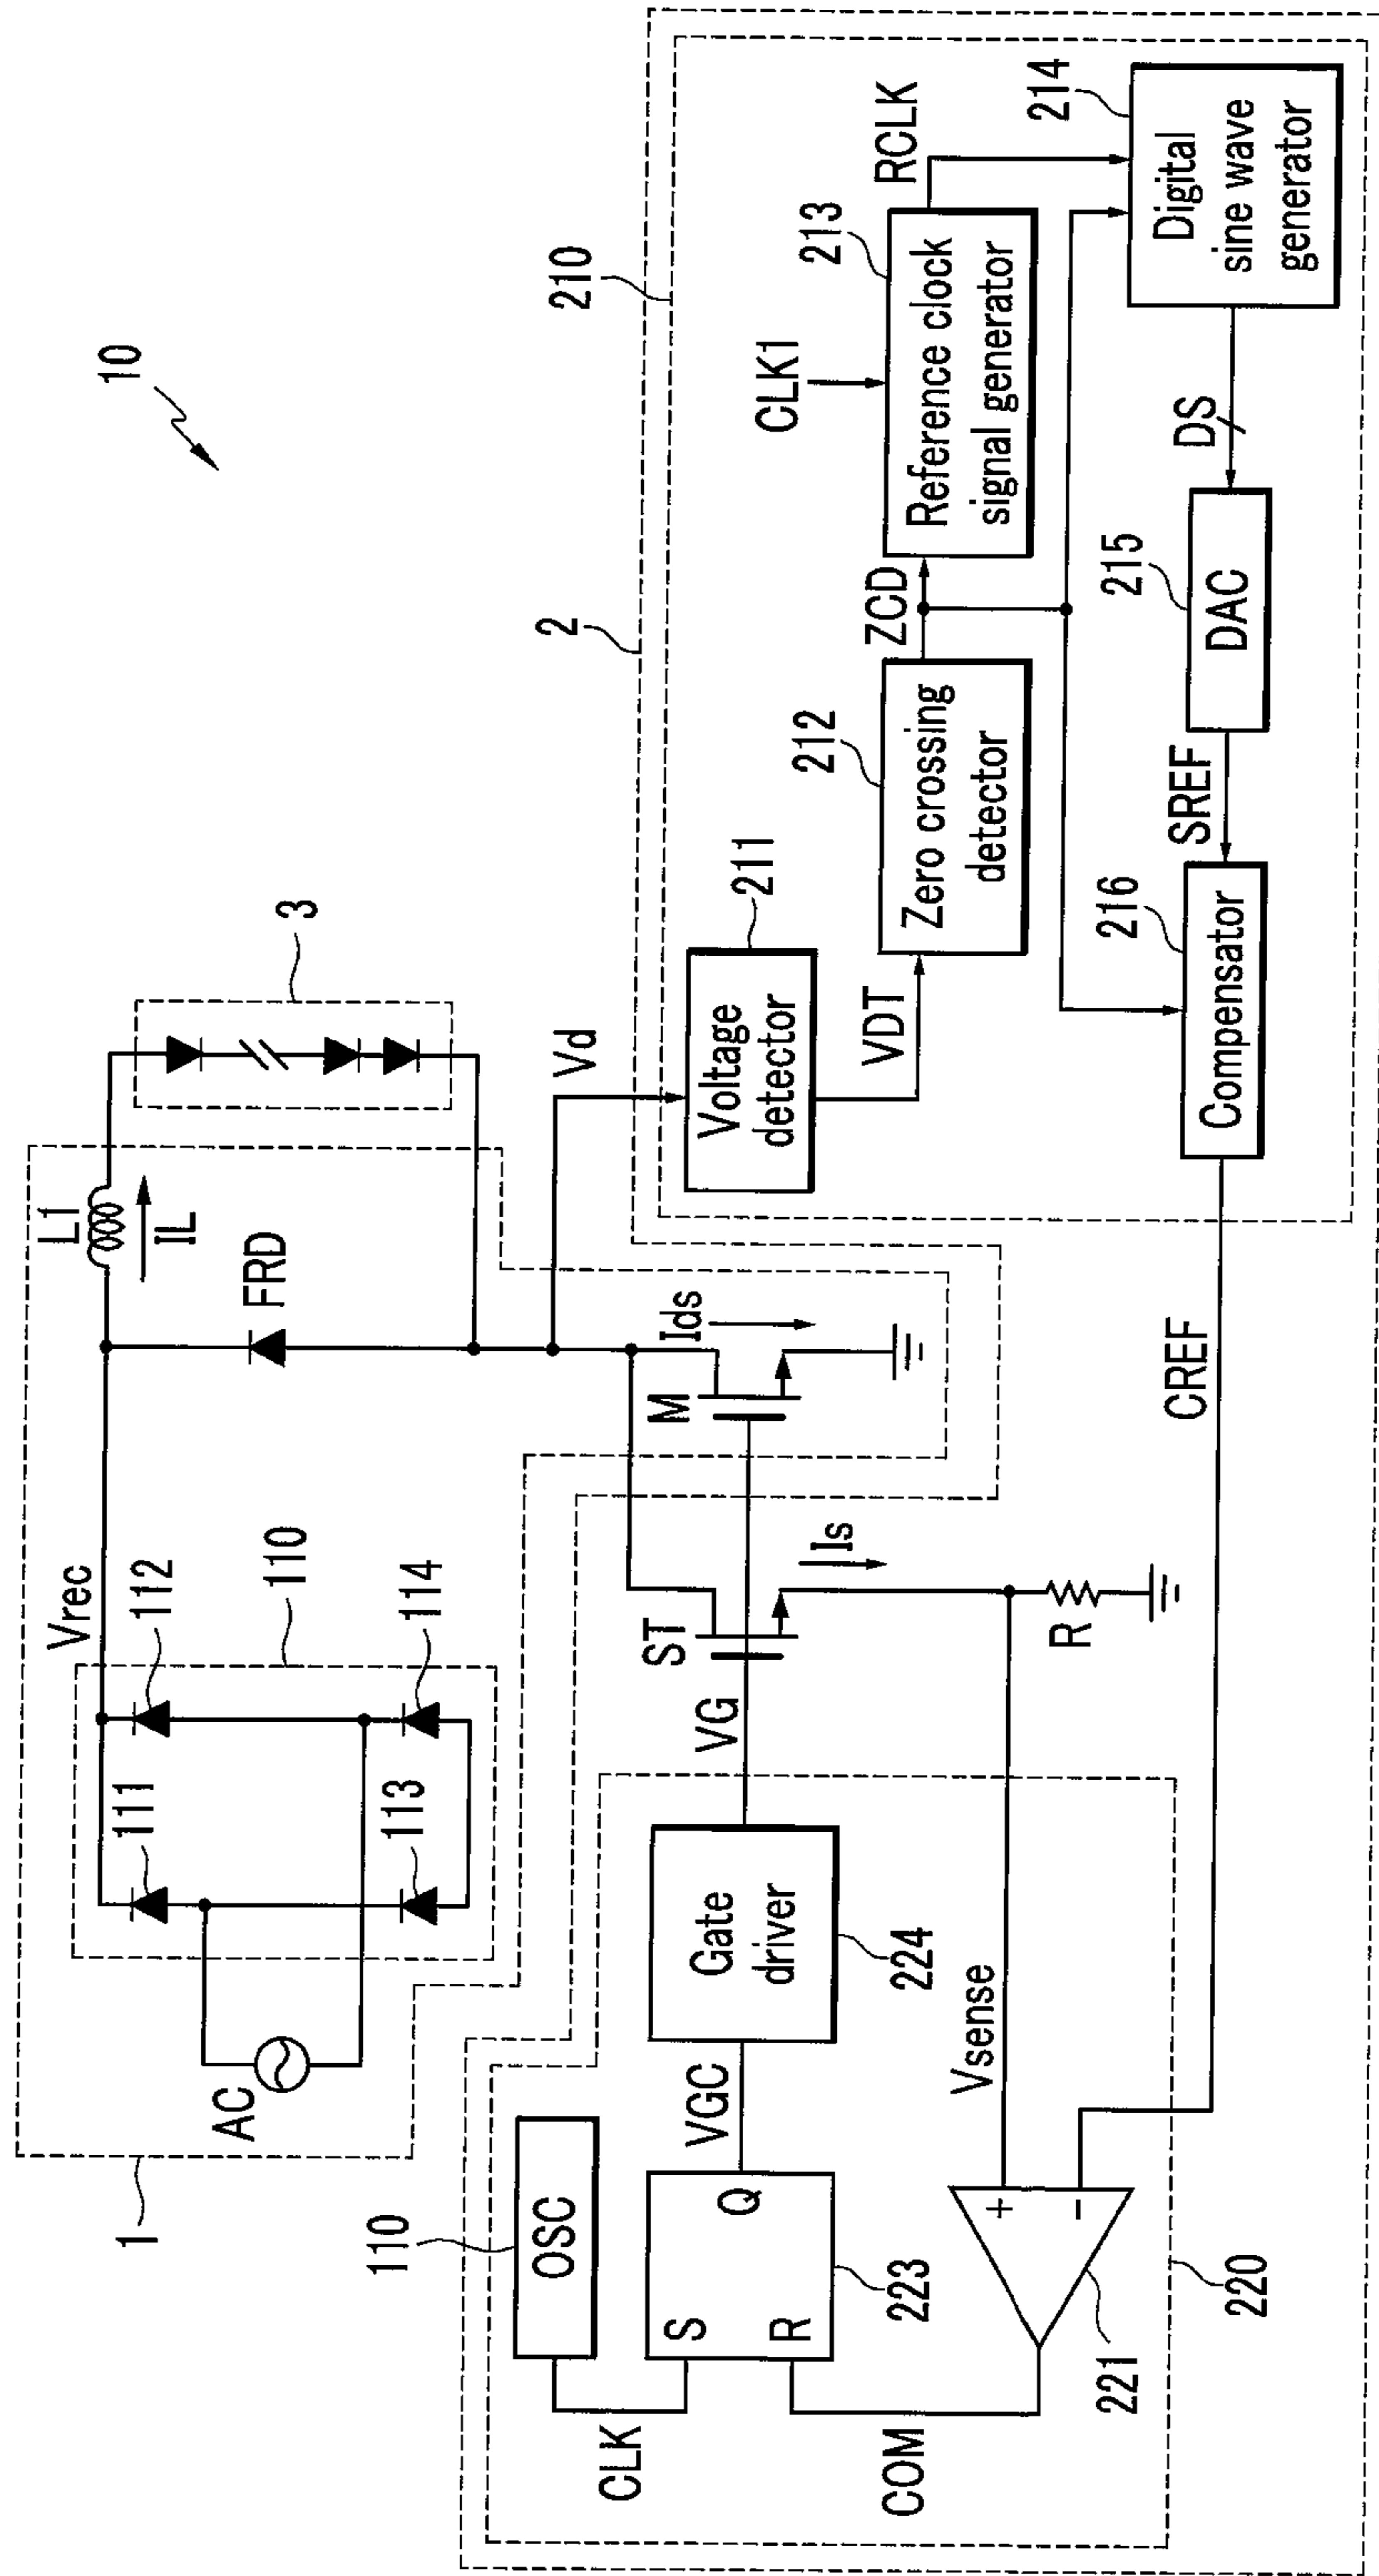 10
1
AC
110
111
112
113
114
Vrec
L1
IL
FRD
3
Vd
Ids
M
ST
Is
R
VG
2
210
Voltage
detector
211
VDT
Zero crossing
detector
212
ZCD
CLK1
Reference clock
signal generator
213
RCLK
Digital
sine wave
generator
214
DS
DAC
215
SREF
Compensator
216
CREF
110
OSC
CLK
S
R
Q
223
VGC
Gate
driver
224
Vsense
+
−
COM
221
220